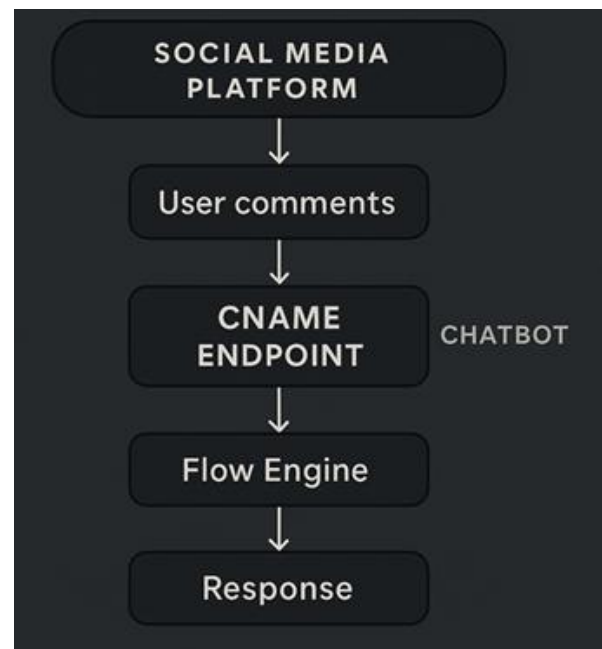 SOCIAL MEDIA
PLATFORM
User comments
CNAME
ENDPOINT
CHATBOT
Flow Engine
Response